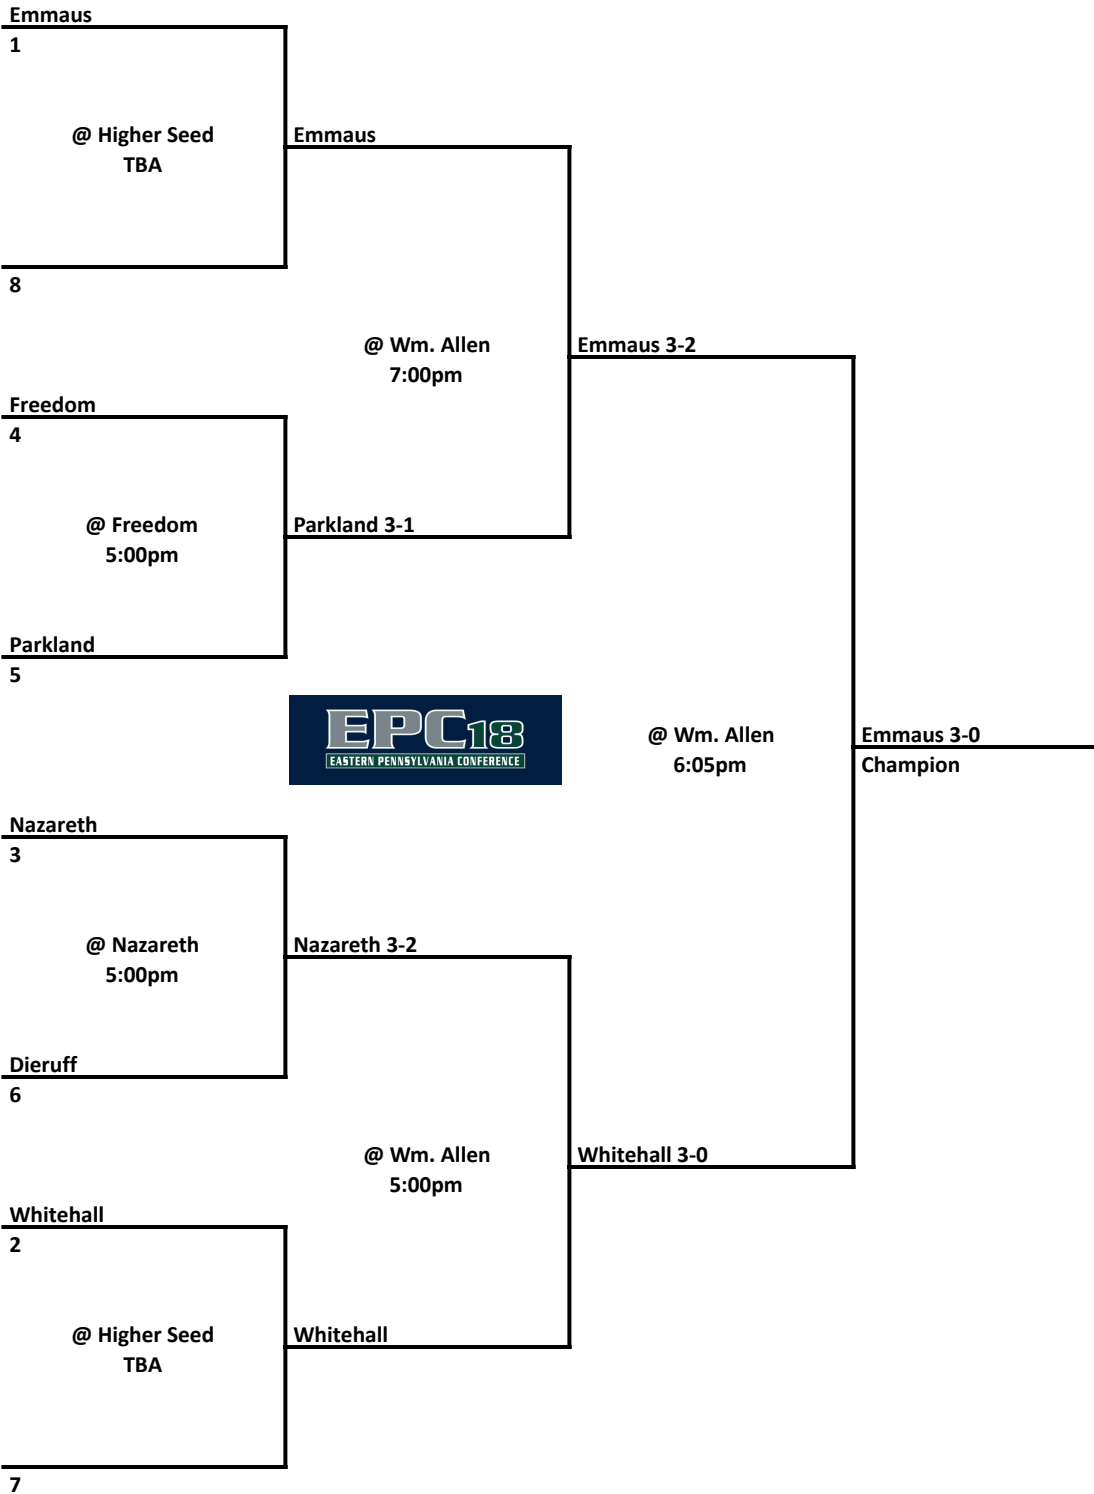 Emmaus
1
@ Higher Seed
TBA
Emmaus
8
@ Wm. Allen
7:00pm
Emmaus 3-2
Freedom
4
@ Freedom
5:00pm
Parkland 3-1
Parkland
5
EPC18
EASTERN PENNSYLVANIA CONFERENCE
@ Wm. Allen
6:05pm
Emmaus 3-0
Champion
Nazareth
3
@ Nazareth
5:00pm
Nazareth 3-2
Dieruff
6
@ Wm. Allen
5:00pm
Whitehall 3-0
Whitehall
2
@ Higher Seed
TBA
Whitehall
7